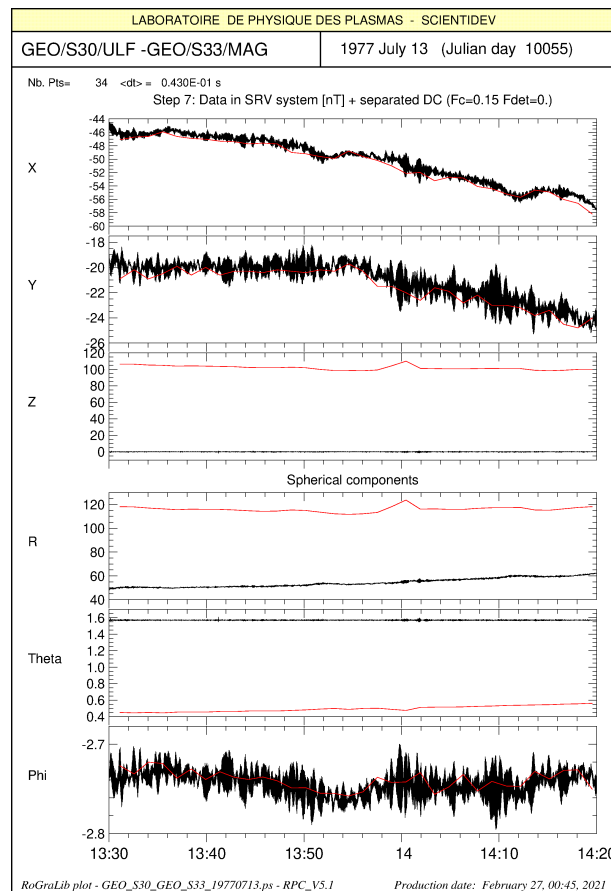 LABORATOIRE DE PHYSIQUE DES PLASMAS - SCIENTIDEV
GEO/S30/ULF -GEO/S33/MAG
1977 July 13 (Julian day 10055)
Nb. Pts= 34 <dt> = 0.430E-01 s
Step 7: Data in SRV system [nT] + separated DC (Fc=0.15 Fdet=0.)
-44
-46
-48
-50
-52
-54
-56
-58
-60
X
-18
-20
-22
-24
-26
Y
120
100
80
60
40
20
0
Z
Spherical components
120
100
80
60
40
R
1.6
1.4
1.2
1.0
0.8
0.6
0.4
Theta
-2.7
-2.8
Phi
13:30 13:40 13:50 14 14:10 14:20
RoGraLib plot - GEO_S30_GEO_S33_19770713.ps - RPC_V5.1 Production date: February 27, 00:45, 2021